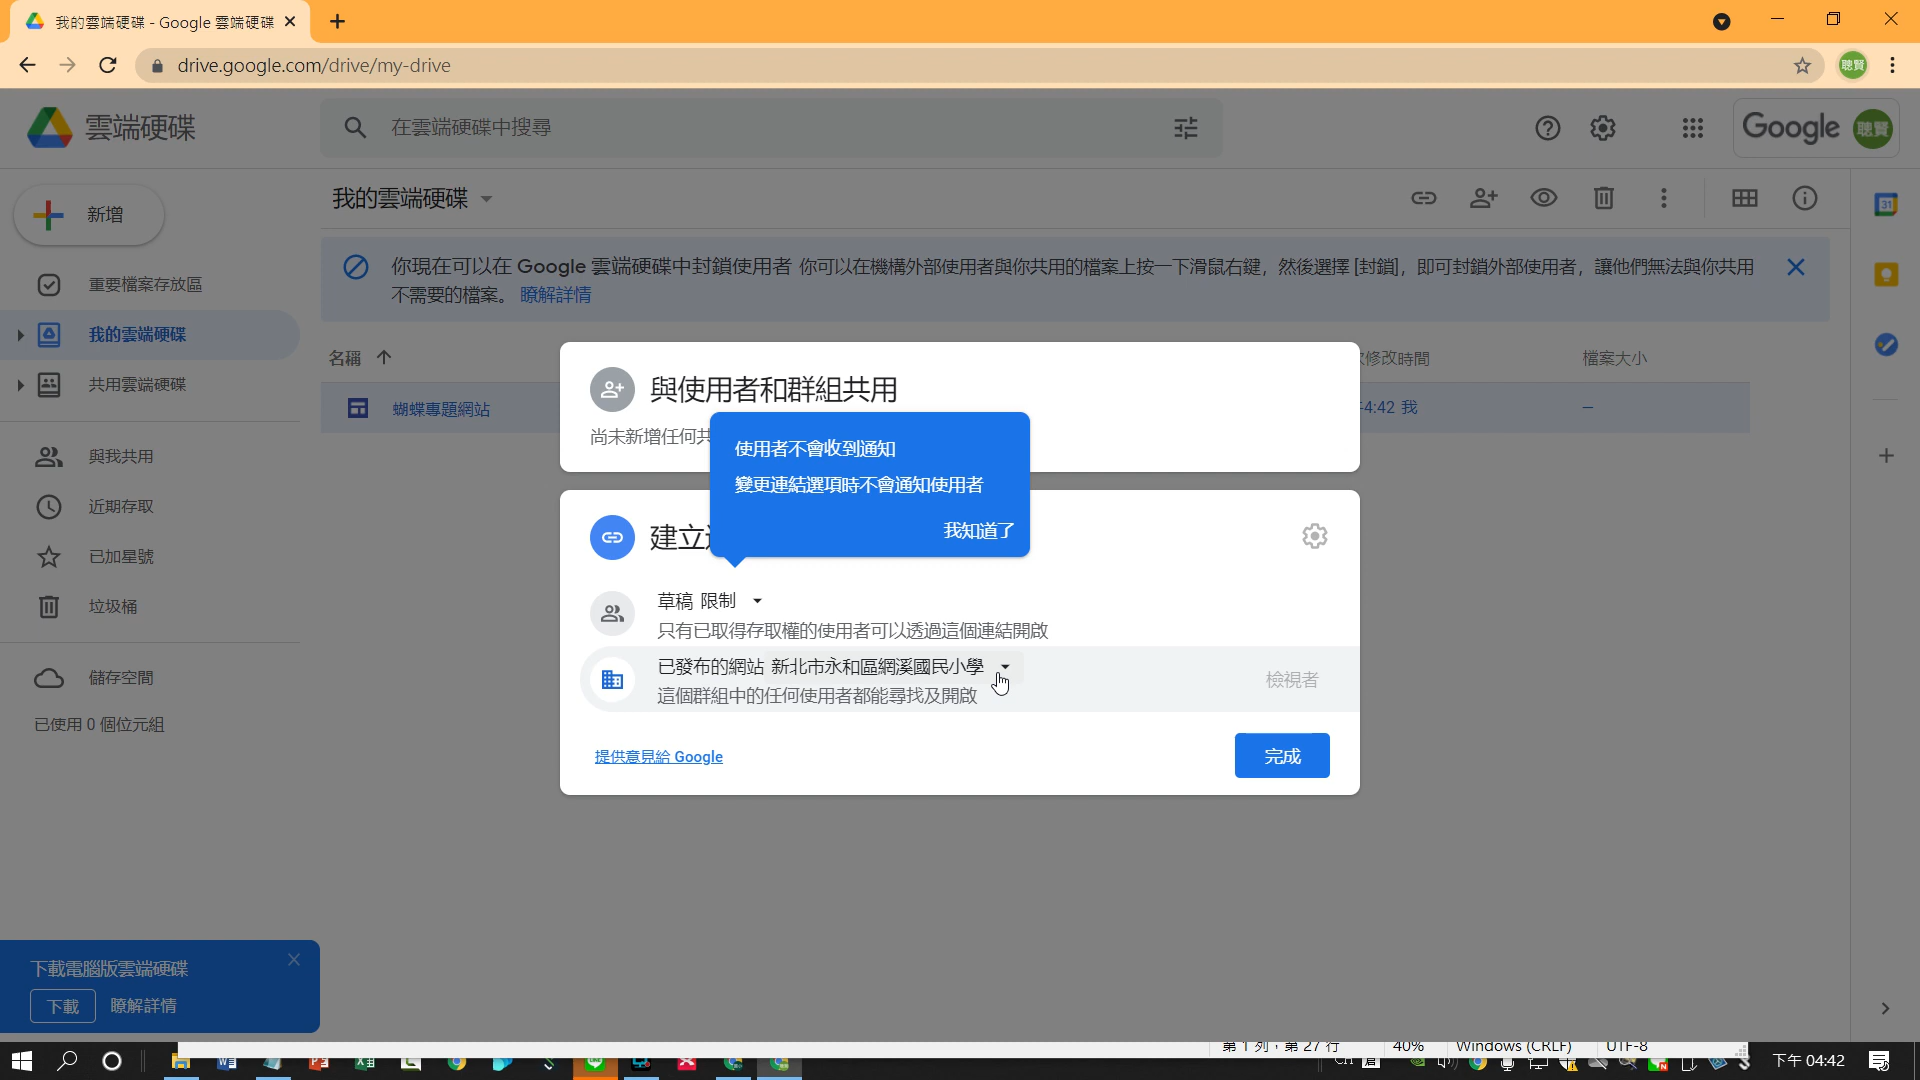 我的雲端硬碟 - Google 雲端硬碟
drive.google.com/drive/my-drive
聰賢
雲端硬碟
在雲端硬碟中搜尋
Google
聰賢
新增
我的雲端硬碟
31
重要檔案存放區
我的雲端硬碟
共用雲端硬碟
與我共用
近期存取
已加星號
垃圾桶
儲存空間
已使用 0 個位元組
你現在可以在 Google 雲端硬碟中封鎖使用者 你可以在機構外部使用者與你共用的檔案上按一下滑鼠右鍵，然後選擇 [封鎖]，即可封鎖外部使用者，讓他們無法與你共用
不需要的檔案。 瞭解詳情
名稱
修改時間
檔案大小
蝴蝶專題網站
4:42 我
–
與使用者和群組共用
尚未新增任何共
使用者不會收到通知
變更連結選項時不會通知使用者
我知道了
建立
草稿 限制
只有已取得存取權的使用者可以透過這個連結開啟
已發布的網站 新北市永和區網溪國民小學
這個群組中的任何使用者都能尋找及開啟
檢視者
提供意見給 Google
完成
下載電腦版雲端硬碟
下載
瞭解詳情
第 1 列，第 27 行
40%
Windows (CRLF)
UTF-8
下午 04:42